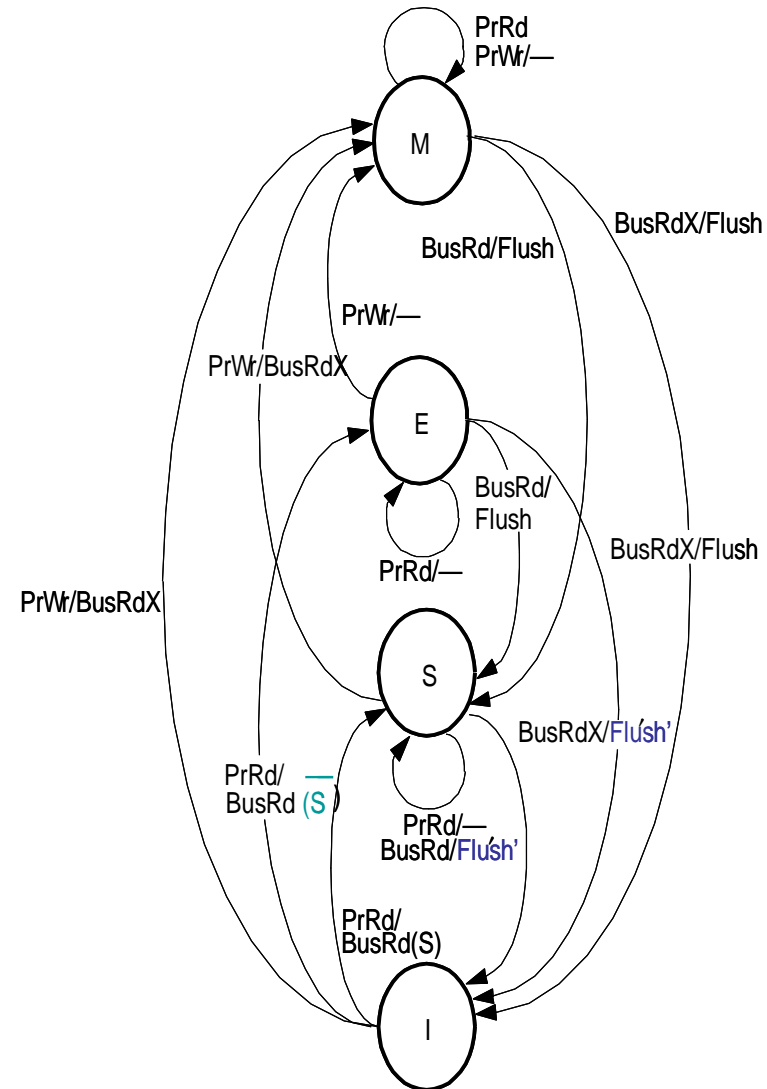 PrRd
PrWr/—
M
BusRdX/Flush
BusRd/Flush
PrWr/—
PrWr/BusRdX
E
BusRd/
Flush
BusRdX/Flush
PrRd/—
PrWr/BusRdX
S
BusRdX/Flush'
PrRd/
BusRd (S̅)
PrRd/—
BusRd/Flush'
PrRd/
BusRd(S)
I